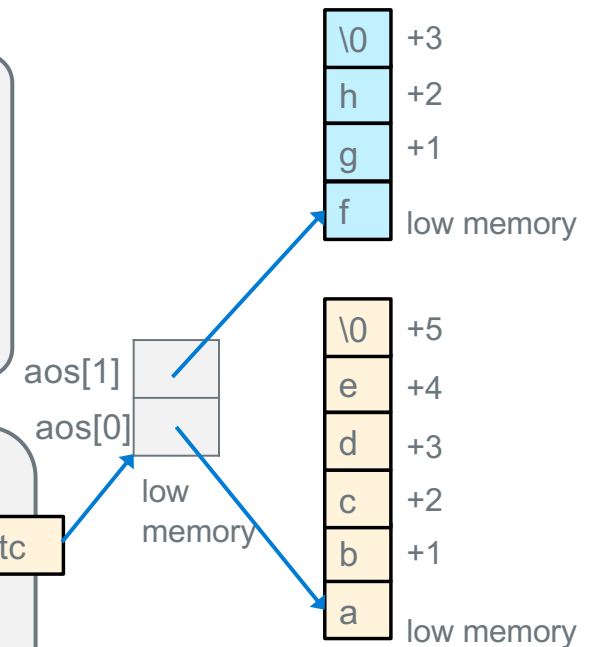 \0 +3
h +2
g +1
f low memory
\0 +5
aos[1]
e +4
aos[0]
d +3
low
memory
c +2
tc
b +1
a low memory